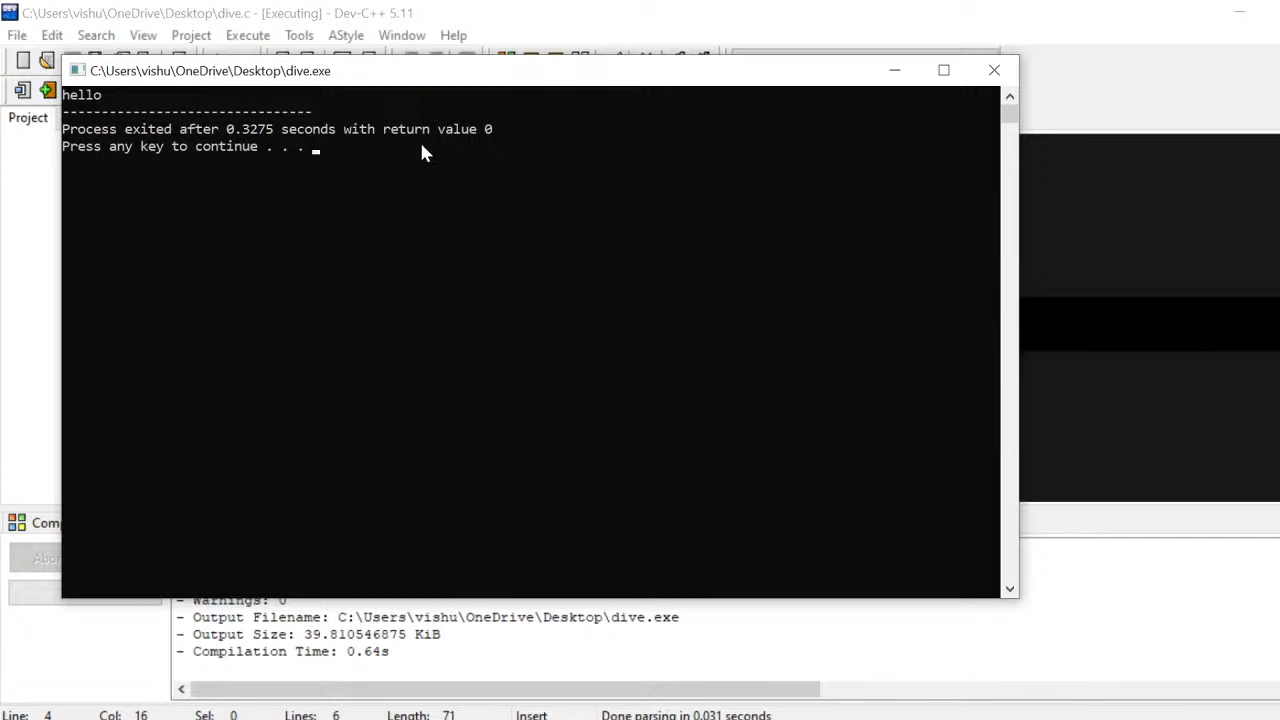 C:\Users\vishu\OneDrive\Desktop\dive.c - [Executing] - Dev-C++ 5.11
File Edit Search View Project Execute Tools AStyle Window Help
C:\Users\vishu\OneDrive\Desktop\dive.exe
Project
hello
--------------------------------
Process exited after 0.3275 seconds with return value 0
Press any key to continue . . .
- Warnings: 0
- Output Filename: C:\Users\vishu\OneDrive\Desktop\dive.exe
- Output Size: 39.810546875 KiB
- Compilation Time: 0.64s
Line: 4 Col: 16 Sel: 0 Lines: 6 Length: 71 Insert Done parsing in 0.031 seconds